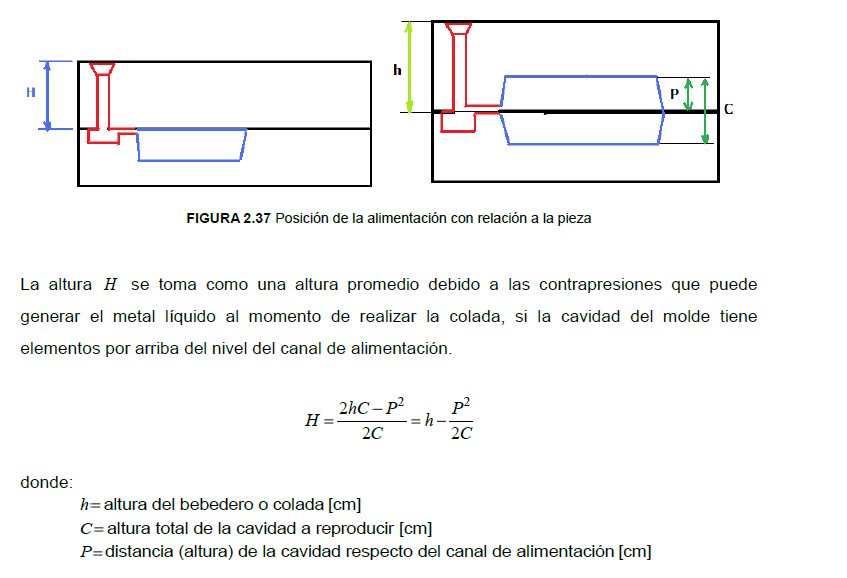 H
h
P
C
FIGURA 2.37 Posición de la alimentación con relación a la pieza
La altura H se toma como una altura promedio debido a las contrapresiones que puede
generar el metal líquido al momento de realizar la colada, si la cavidad del molde tiene
elementos por arriba del nivel del canal de alimentación.
H = \frac{2hC - P^2}{2C} = h - \frac{P^2}{2C}
donde:
h= altura del bebedero o colada [cm]
C= altura total de la cavidad a reproducir [cm]
P= distancia (altura) de la cavidad respecto del canal de alimentación [cm]